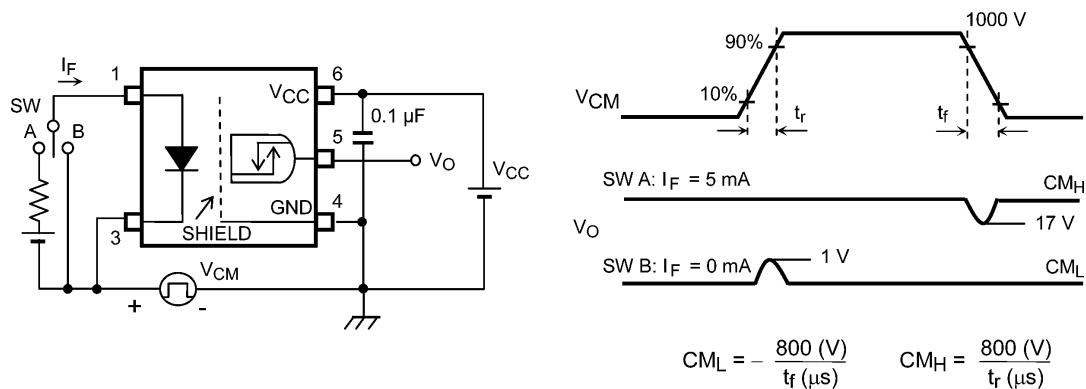 I_F
SW
A
B
1
3
V_CC
GND
SHIELD
6
5
4
0.1 μF
V_O
V_CC
V_CM
+
-
V_CM
90%
10%
t_r
t_f
1000 V
SW A: I_F = 5 mA
CM_H
17 V
V_O
SW B: I_F = 0 mA
1 V
CM_L
CM_L = − 800 (V) / t_f (μs)
CM_H = 800 (V) / t_r (μs)